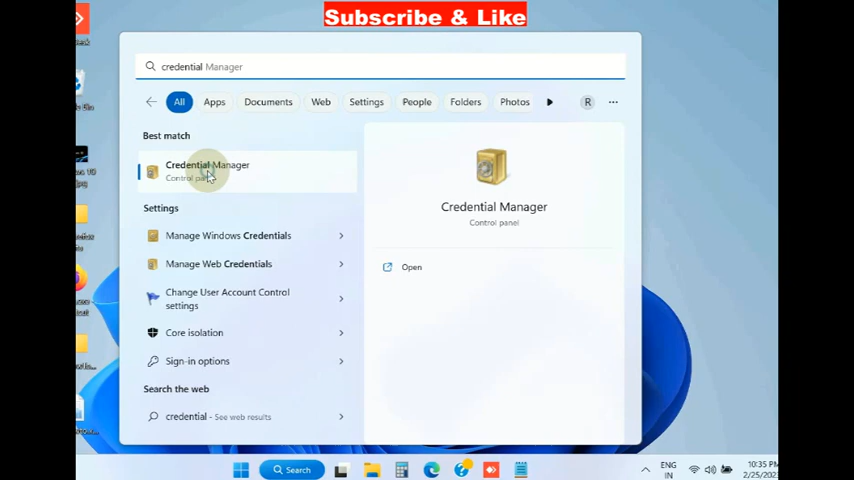 Subscribe & Like
credential Manager
All
Apps
Documents
Web
Settings
People
Folders
Photos
R
Best match
Credential Manager
Control panel
Credential Manager
Control panel
Open
Settings
Manage Windows Credentials
Manage Web Credentials
Change User Account Control
settings
Core isolation
Sign-in options
Search the web
credential - See web results
Search
ENG
IN
10:35 PM